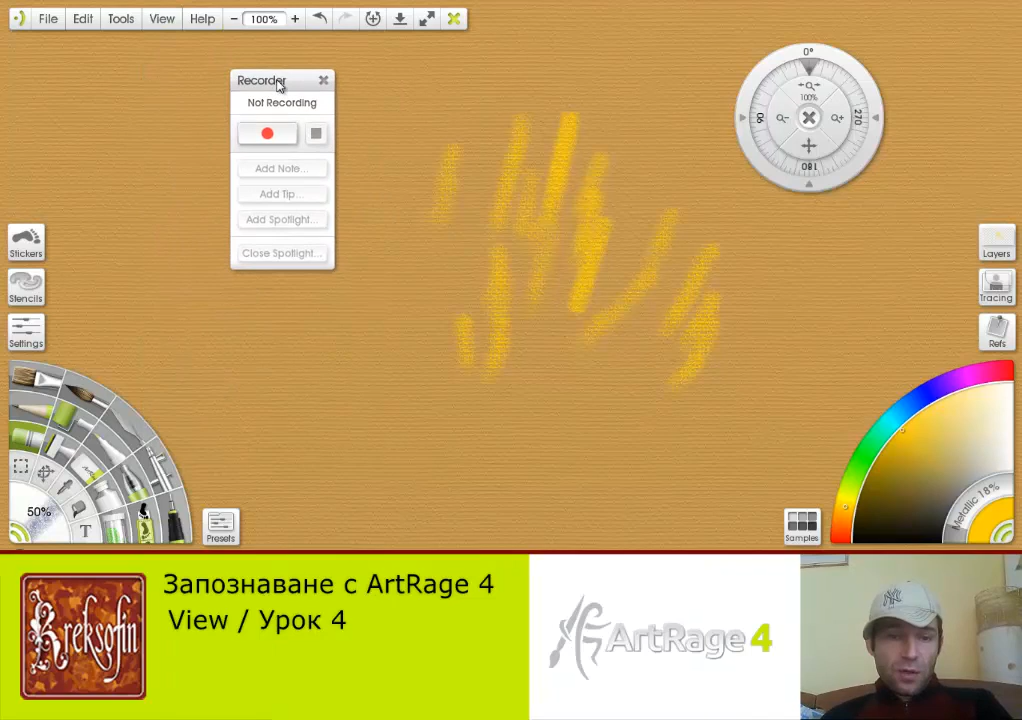 File Edit Tools View Help 100%
Recorder
Not Recording
Add Note...
Add Tip...
Add Spotlight...
Close Spotlight...
0°
100%
90
270
180
Stickers
Stencils
Settings
Layers
Tracing
Refs
50%
T
Presets
Samples
Metallic 18%
Запознаване с ArtRage 4
View / Урок 4
Kreksofin
ArtRage 4
NY